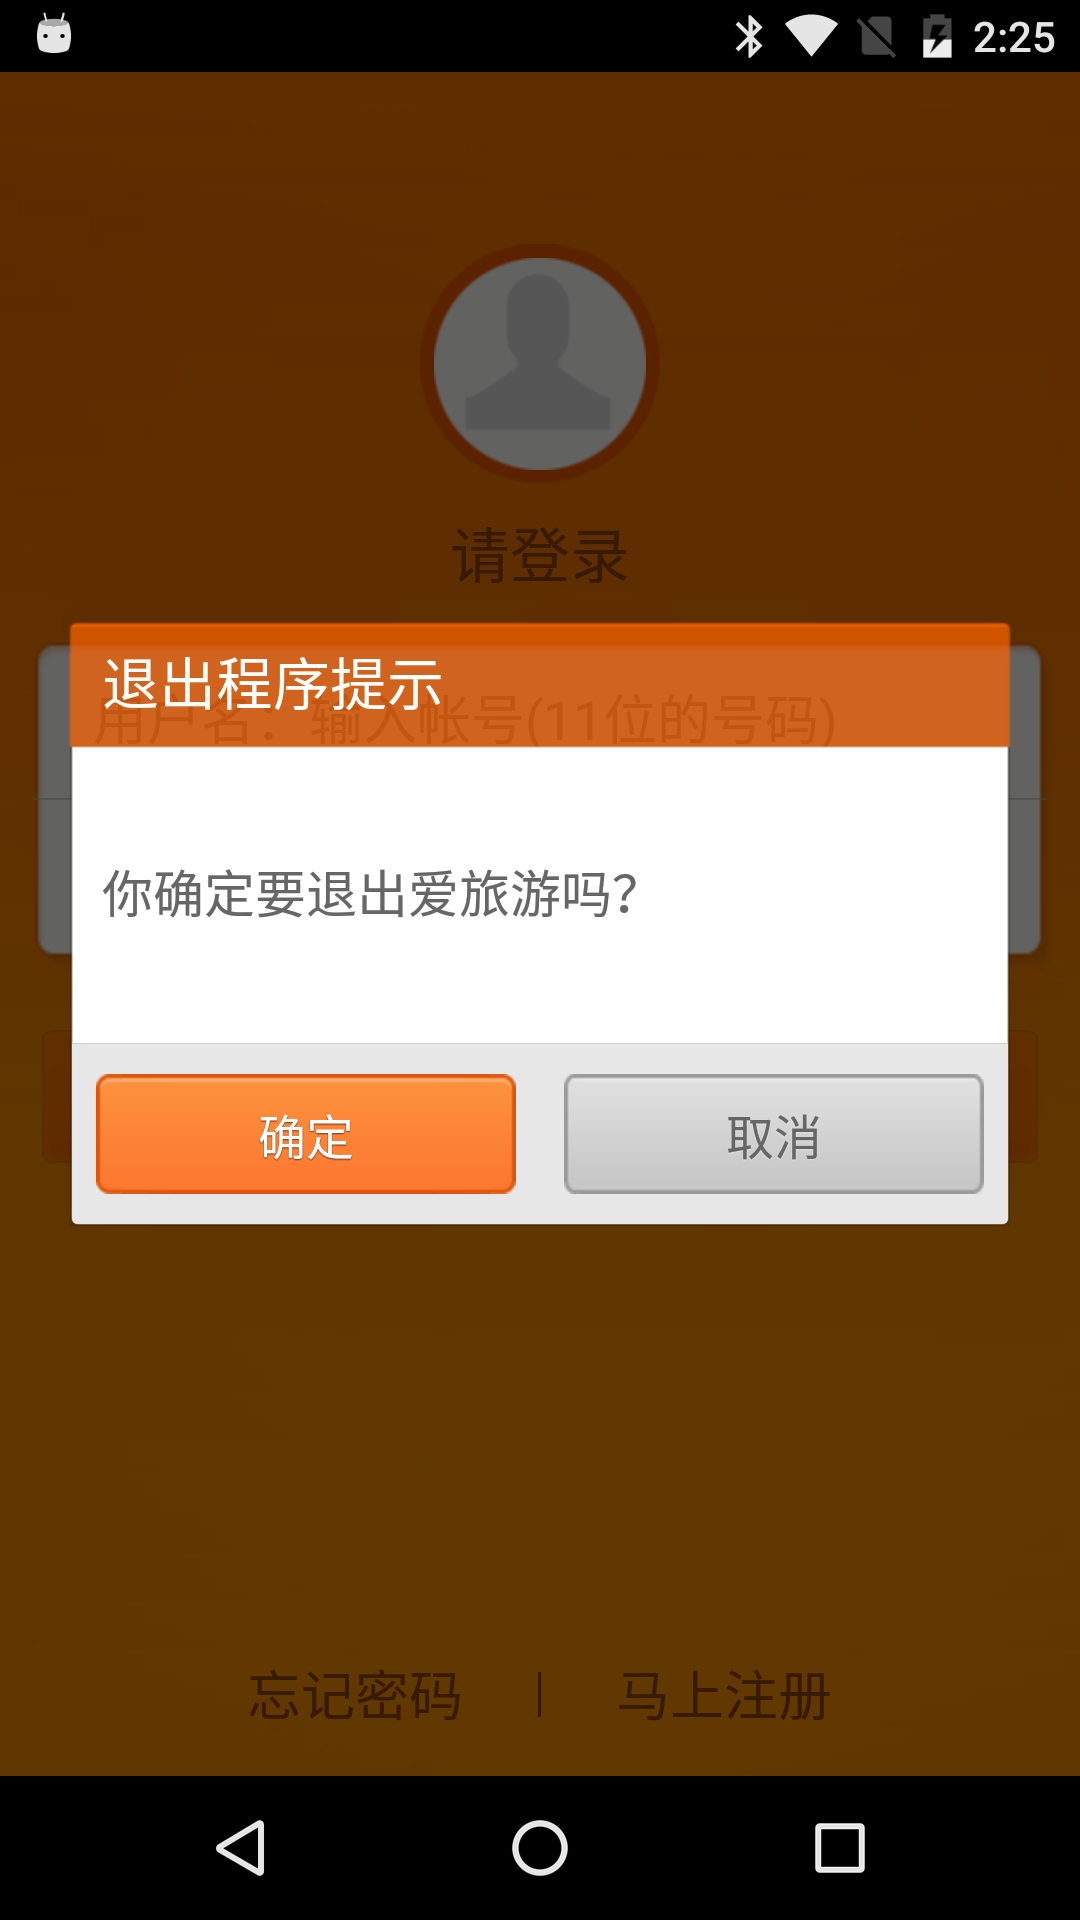 2:25
请登录
退出程序提示
用户名：输入帐号(11位的号码)
你确定要退出爱旅游吗？
确定
取消
忘记密码
马上注册